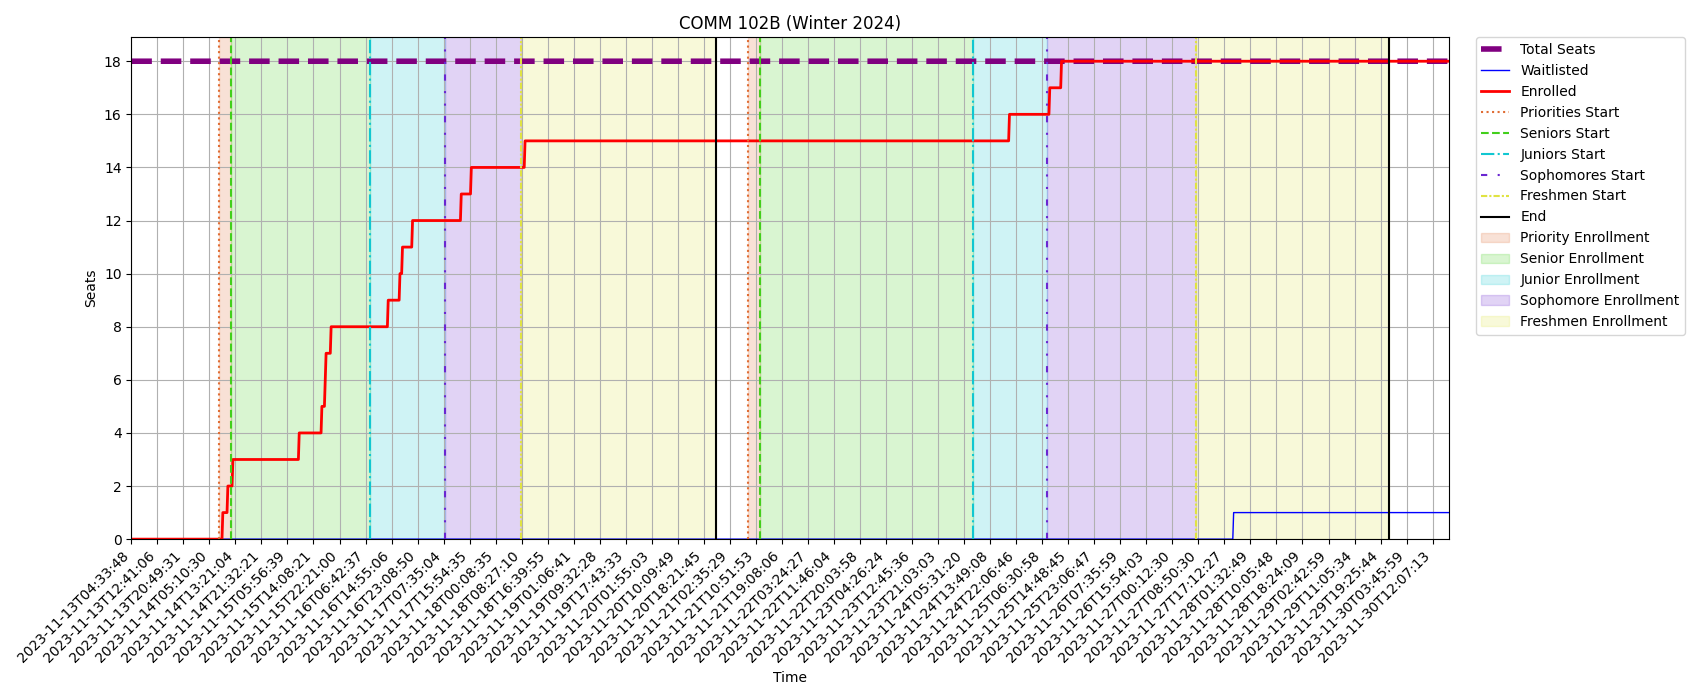 COMM 102B (Winter 2024)
Seats
18
16
14
12
10
8
6
4
2
0
2023-11-13T04:33:48
2023-11-13T12:41:06
2023-11-13T20:49:31
2023-11-14T05:10:30
2023-11-14T13:21:04
2023-11-14T21:32:21
2023-11-15T05:56:39
2023-11-15T14:08:21
2023-11-15T22:21:00
2023-11-16T06:42:37
2023-11-16T14:55:06
2023-11-16T23:08:50
2023-11-17T07:35:04
2023-11-17T15:54:35
2023-11-18T00:08:35
2023-11-18T08:27:10
2023-11-18T16:39:55
2023-11-19T01:06:41
2023-11-19T09:32:28
2023-11-19T17:43:33
2023-11-20T01:55:03
2023-11-20T10:09:49
2023-11-20T18:21:45
2023-11-21T02:35:29
2023-11-21T10:51:53
2023-11-21T19:08:06
2023-11-22T03:24:27
2023-11-22T11:46:04
2023-11-22T20:03:58
2023-11-23T04:26:24
2023-11-23T12:45:36
2023-11-23T21:03:03
2023-11-24T05:31:20
2023-11-24T13:49:08
2023-11-24T22:06:46
2023-11-25T06:30:58
2023-11-25T14:48:45
2023-11-25T23:06:47
2023-11-26T07:35:59
2023-11-26T15:54:03
2023-11-27T00:12:30
2023-11-27T08:50:30
2023-11-27T17:12:27
2023-11-28T01:32:49
2023-11-28T10:05:48
2023-11-28T18:24:09
2023-11-29T02:42:59
2023-11-29T11:05:34
2023-11-29T19:25:44
2023-11-30T03:45:59
2023-11-30T12:07:13
Time
Total Seats
Waitlisted
Enrolled
Priorities Start
Seniors Start
Juniors Start
Sophomores Start
Freshmen Start
End
Priority Enrollment
Senior Enrollment
Junior Enrollment
Sophomore Enrollment
Freshmen Enrollment